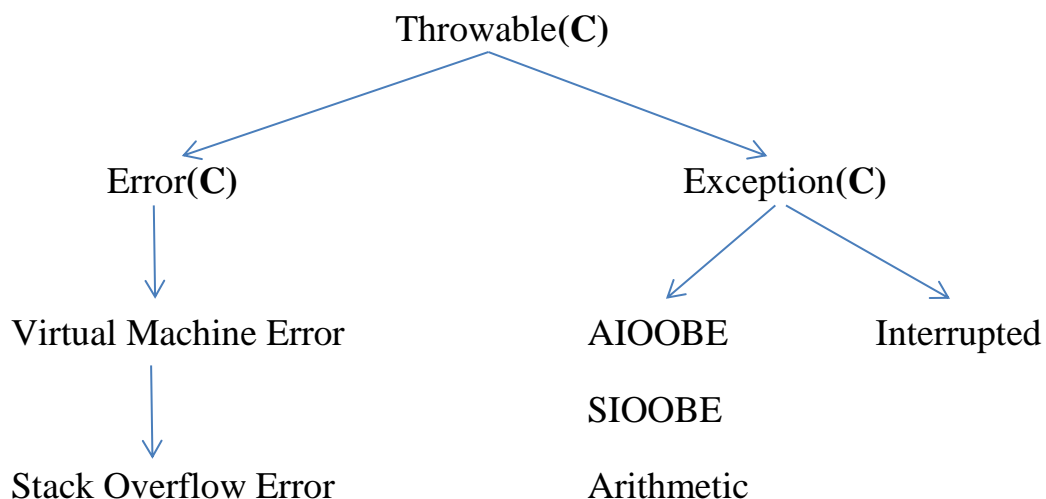 Throwable(C)
Error(C) Exception(C)
Virtual Machine Error AIOOBE Interrupted
SIOOBE
Stack Overflow Error Arithmetic